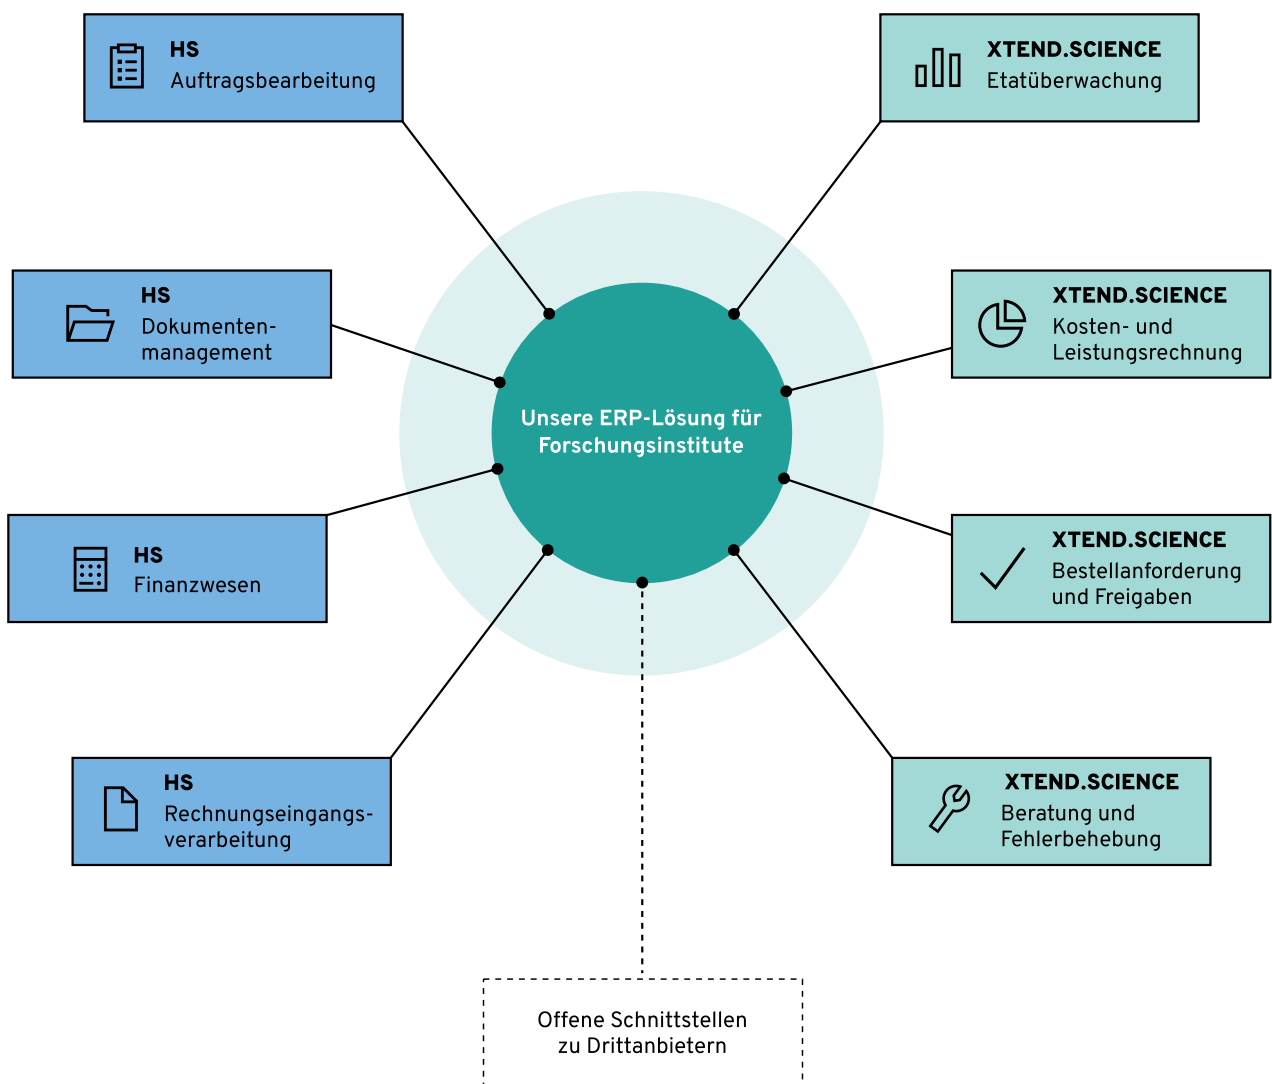 HS
Auftragsbearbeitung
XTEND.SCIENCE
Etatüberwachung
HS
Dokumenten-
management
XTEND.SCIENCE
Kosten- und
Leistungsrechnung
Unsere ERP-Lösung für
Forschungsinstitute
HS
Finanzwesen
XTEND.SCIENCE
Bestellanforderung
und Freigaben
HS
Rechnungseingangs-
verarbeitung
XTEND.SCIENCE
Beratung und
Fehlerbehebung
Offene Schnittstellen
zu Drittanbietern